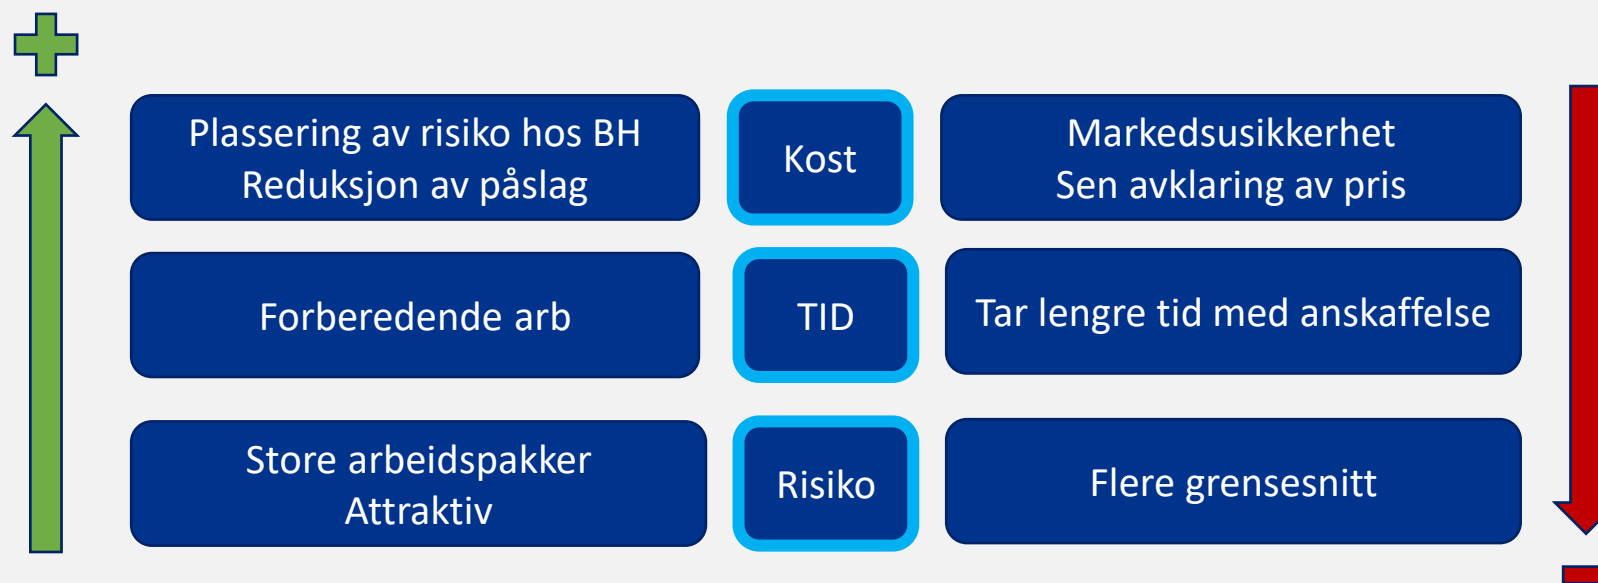 Plassering av risiko hos BH
Reduksjon av påslag
Kost
Markedsusikkerhet
Sen avklaring av pris
Forberedende arb
TID
Tar lengre tid med anskaffelse
Store arbeidspakker
Attraktiv
Risiko
Flere grensesnitt